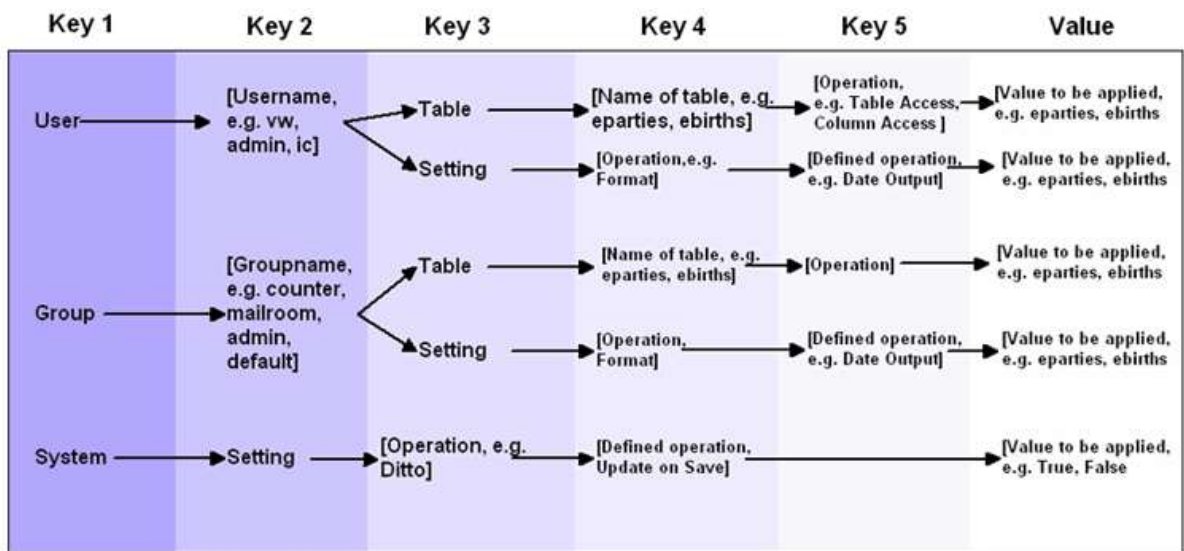 Key 1 Key 2 Key 3 Key 4 Key 5 Value
User
[Username,
e.g. vw,
admin, ic]
Table
[Name of table, e.g.
eparties, ebirths]
[Operation,
e.g. Table Access,
Column Access ]
[Value to be applied,
e.g. eparties, ebirths
Setting
[Operation,e.g.
Format]
[Defined operation,
e.g. Date Output]
[Value to be applied,
e.g. eparties, ebirths
Group
[Groupname,
e.g. counter,
mailroom,
admin,
default]
Table
[Name of table, e.g.
eparties, ebirths]
[Operation]
[Value to be applied,
e.g. eparties, ebirths
Setting
[Operation,
Format]
[Defined operation,
e.g. Date Output]
[Value to be applied,
e.g. eparties, ebirths
System
Setting
[Operation, e.g.
Ditto]
[Defined operation,
Update on Save]
[Value to be applied,
e.g. True, False